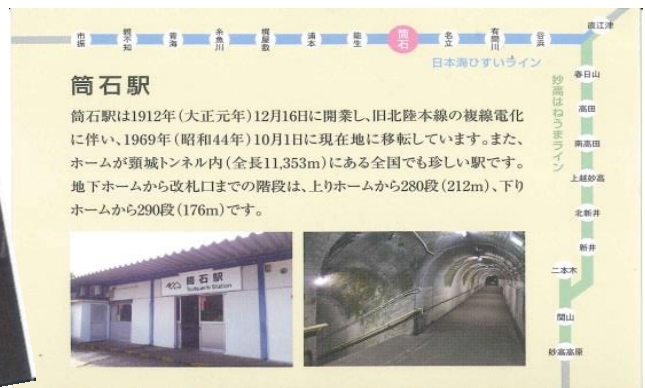 市振
親不知
青海
糸魚川
梶屋敷
浦本
能生
筒石
名立
有間川
谷浜
直江津
日本海ひすいライン
妙高はねうまライン
春日山
高田
南高田
上越妙高
北新井
新井
二本木
関山
妙高高原
筒石駅
筒石駅は1912年(大正元年)12月16日に開業し、旧北陸本線の複線電化
に伴い、1969年(昭和44年)10月1日に現在地に移転しています。また、
ホームが頸城トンネル内(全長11,353m)にある全国でも珍しい駅です。
地下ホームから改札口までの階段は、上りホームから280段(212m)、下り
ホームから290段(176m)です。
筒石駅
Tsutsuishi Station